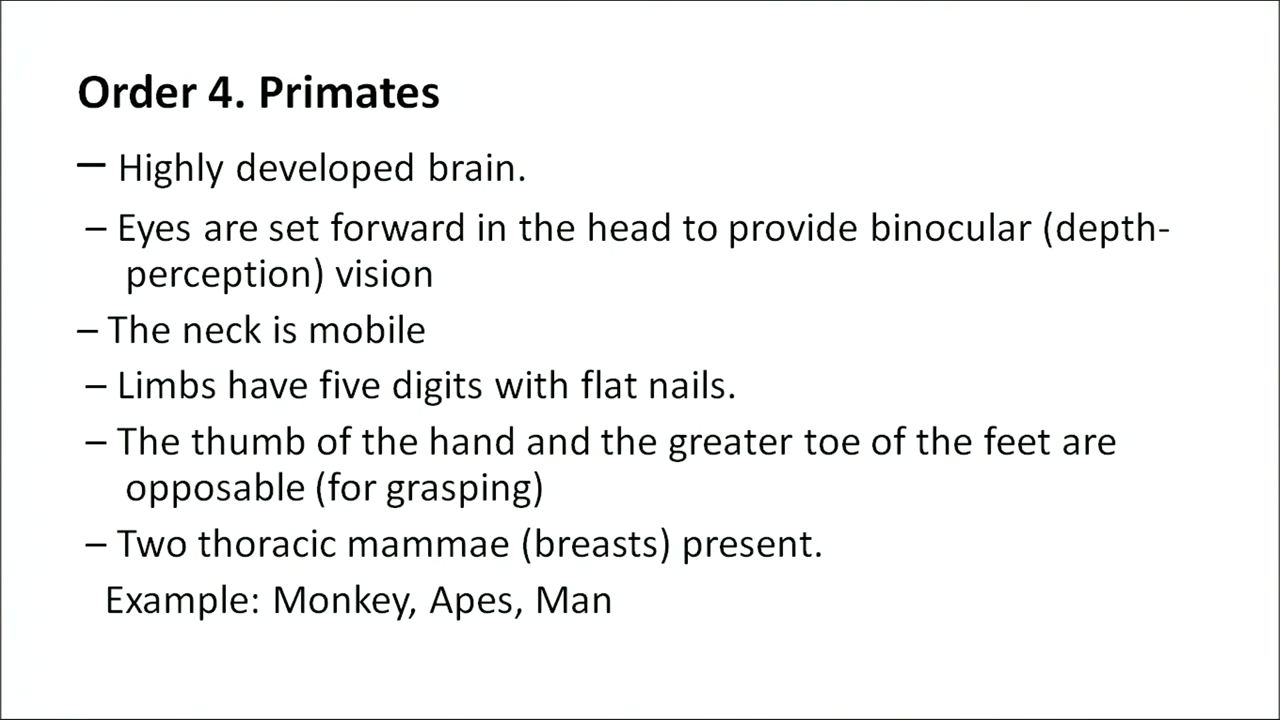 Order 4. Primates
– Highly developed brain.
– Eyes are set forward in the head to provide binocular (depth-
perception) vision
– The neck is mobile
– Limbs have five digits with flat nails.
– The thumb of the hand and the greater toe of the feet are
opposable (for grasping)
– Two thoracic mammae (breasts) present.
Example: Monkey, Apes, Man